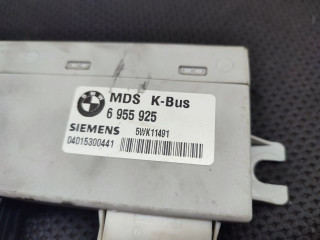 MDS K-Bus
6 955 925
SIEMENS 5WK11491
04015300441